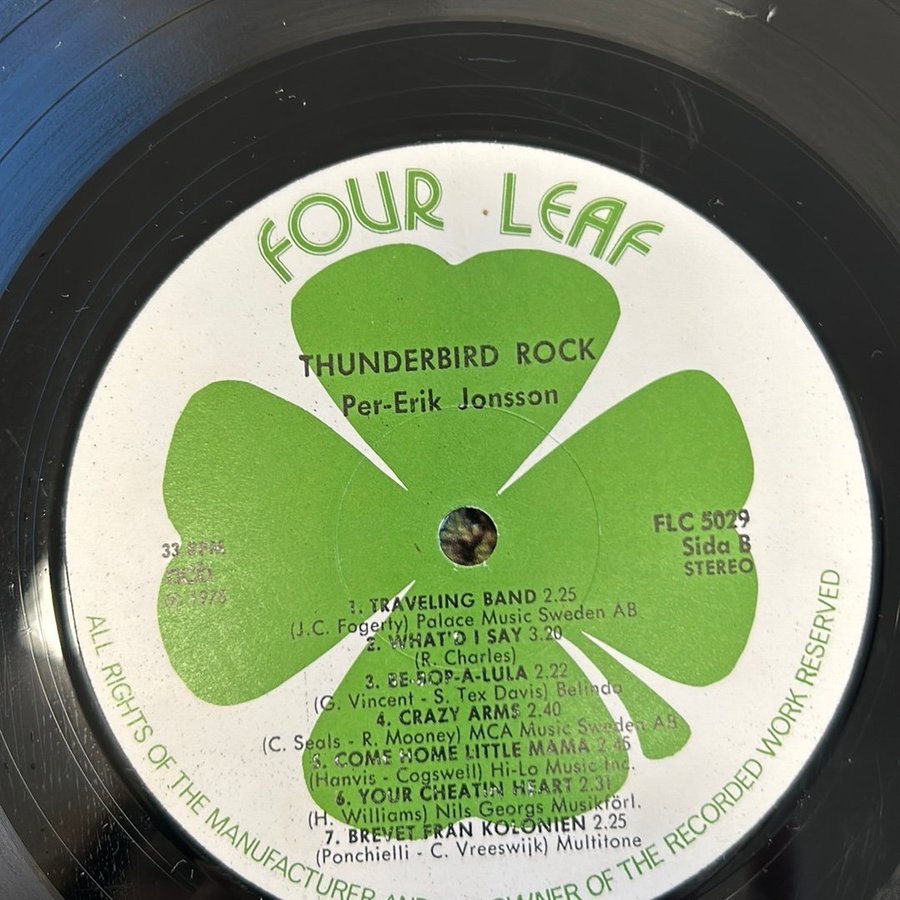 FOUR LEAF
THUNDERBIRD ROCK
Per-Erik Jonsson
33 RPM
ncb
1975
FLC 5029
Sida B
STEREO
1. TRAVELING BAND 2.25
(J.C. Fogerty) Palace Music Sweden AB
2. WHAT'D I SAY 3.20
(R. Charles)
3. BE-BOP-A-LULA 2.22
(G. Vincent - S. Tex Davis) Belinda
4. CRAZY ARMS 2.40
(C. Seals - R. Mooney) MCA Music Sweden AB
5. COME HOME LITTLE MAMA 2.45
(Hanvis - Cogswell) Hi-Lo Music Inc.
6. YOUR CHEATIN HEART 2.31
(H. Williams) Nils Georgs Musikförl.
7. BREVET FRÅN KOLONIEN 2.25
(Ponchielli - C. Vreeswijk) Multitone
ALL RIGHTS OF THE MANUFACTURER AND OWNER OF THE RECORDED WORK RESERVED